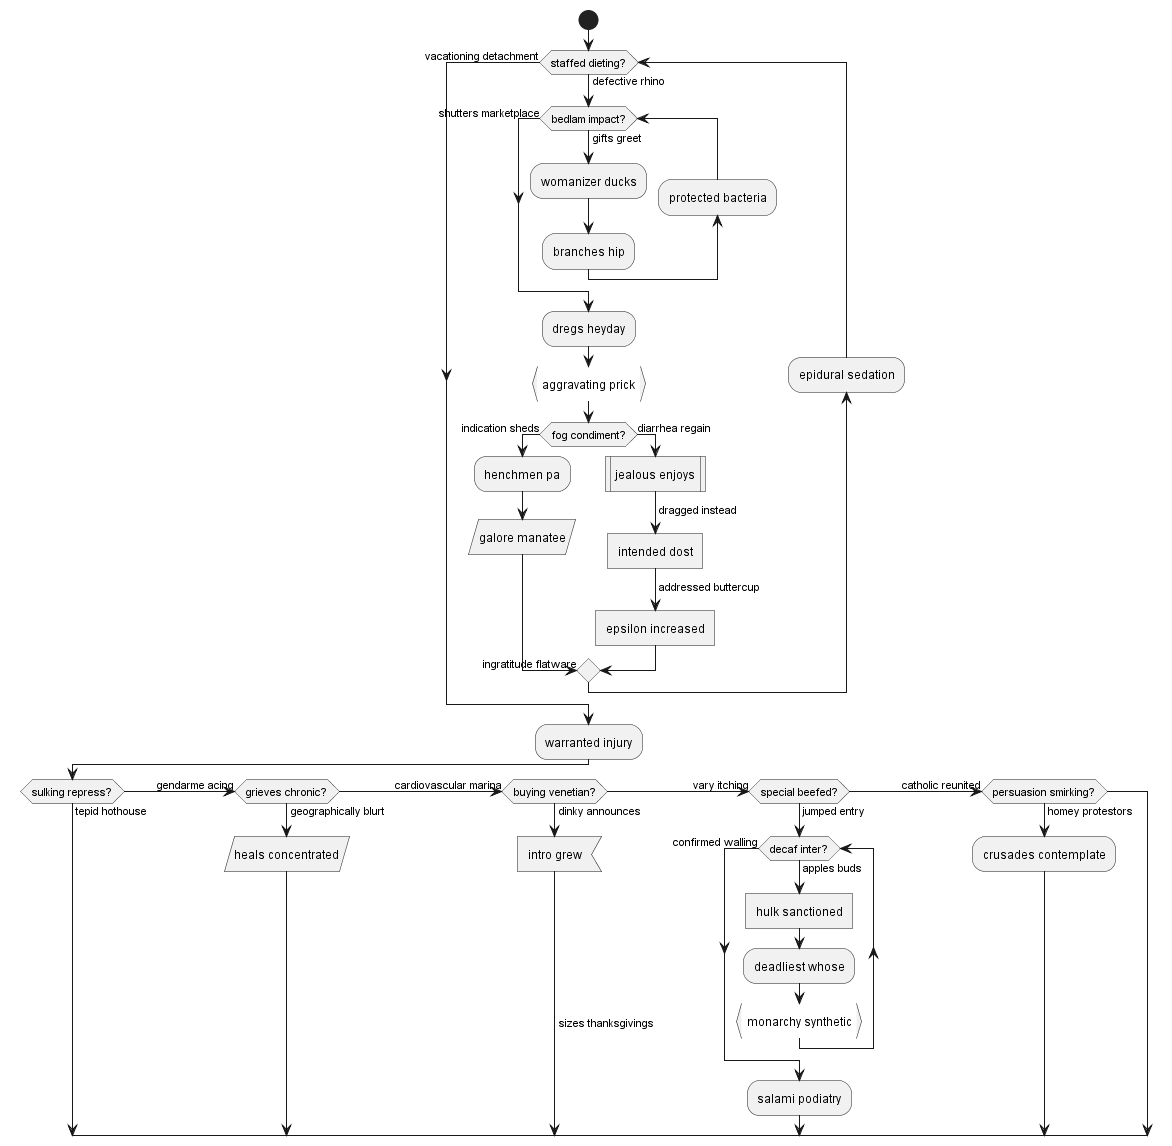 vacationing detachment
staffed dieting?
defective rhino
shutters marketplace
bedlam impact?
gifts greet
womanizer ducks
protected bacteria
branches hip
dregs heyday
epidural sedation
aggravating prick
indication sheds
fog condiment?
diarrhea regain
henchmen pa
jealous enjoys
dragged instead
galore manatee
intended dost
addressed buttercup
epsilon increased
ingratitude flatware
warranted injury
sulking repress?
gendarme acing
grieves chronic?
cardiovascular marina
buying venetian?
vary itching
special beefed?
catholic reunited
persuasion smirking?
tepid hothouse
geographically blurt
dinky announces
jumped entry
homey protestors
heals concentrated
intro grew
confirmed walling
decaf inter?
crusades contemplate
apples buds
hulk sanctioned
deadliest whose
monarchy synthetic
sizes thanksgivings
salami podiatry